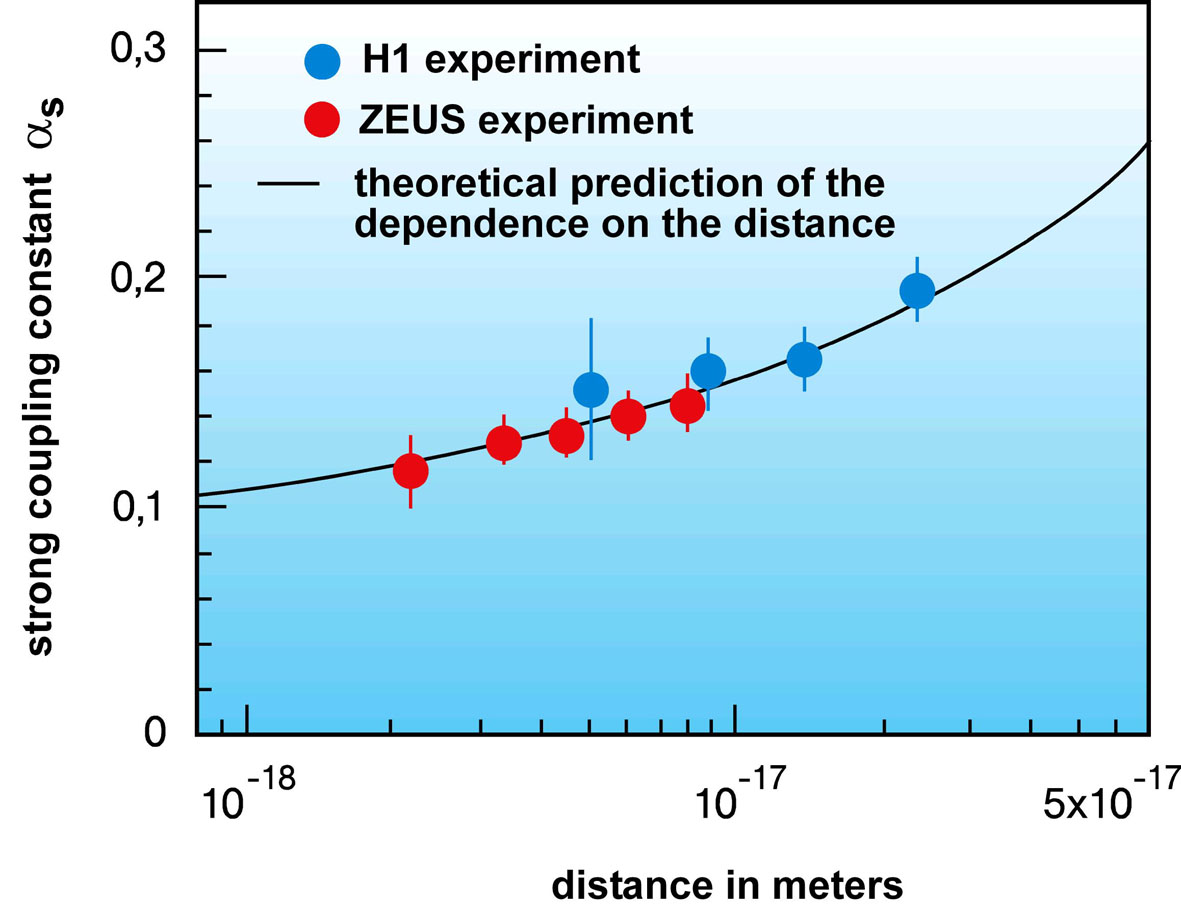 0,3
0,2
0,1
0
strong coupling constant αs
H1 experiment
ZEUS experiment
theoretical prediction of the
dependence on the distance
10-18
10-17
5x10-17
distance in meters